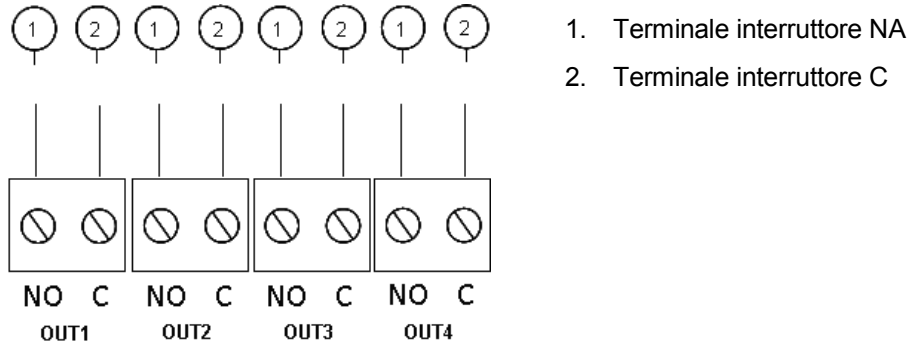 1 2 1 2 1 2 1 2
1. Terminale interruttore NA
2. Terminale interruttore C
NO C NO C NO C NO C
OUT1 OUT2 OUT3 OUT4